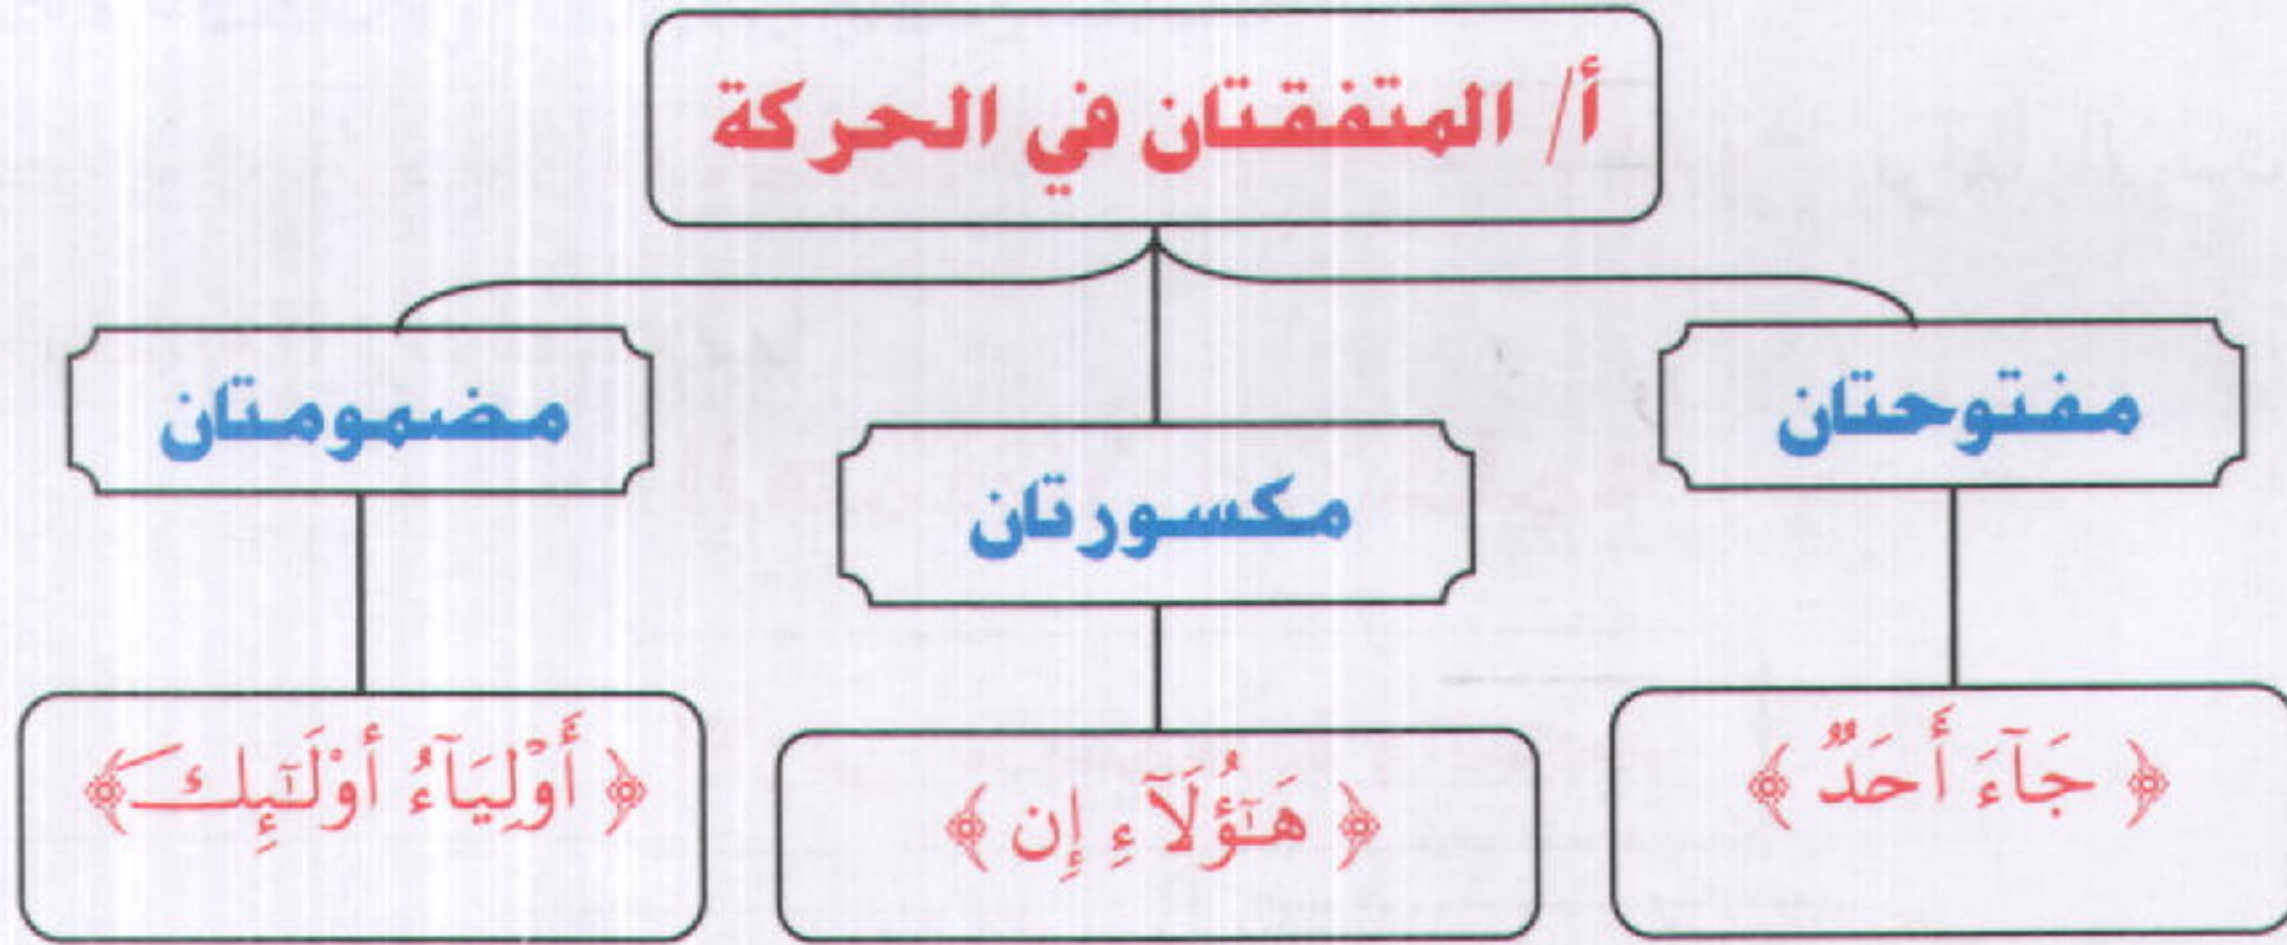 أ/ المتفقتان في الحركة
مفتوحتان
مكسورتان
مضمومتان
﴿ جَآءَ أَحَدٌ ﴾
﴿ هَـٰٓؤُلَآءِ إِن ﴾
﴿ أَوْلِيَآءُ أُوْلَـٰٓئِكَ ﴾